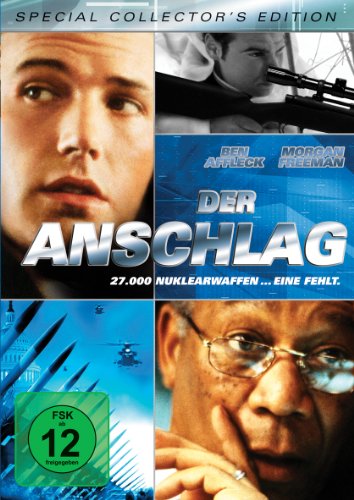 SPECIAL COLLECTOR'S EDITION
BEN AFFLECK
MORGAN FREEMAN
DER
ANSCHLAG
27.000 NUKLEARWAFFEN ... EINE FEHLT.
FSK
ab
12
freigegeben